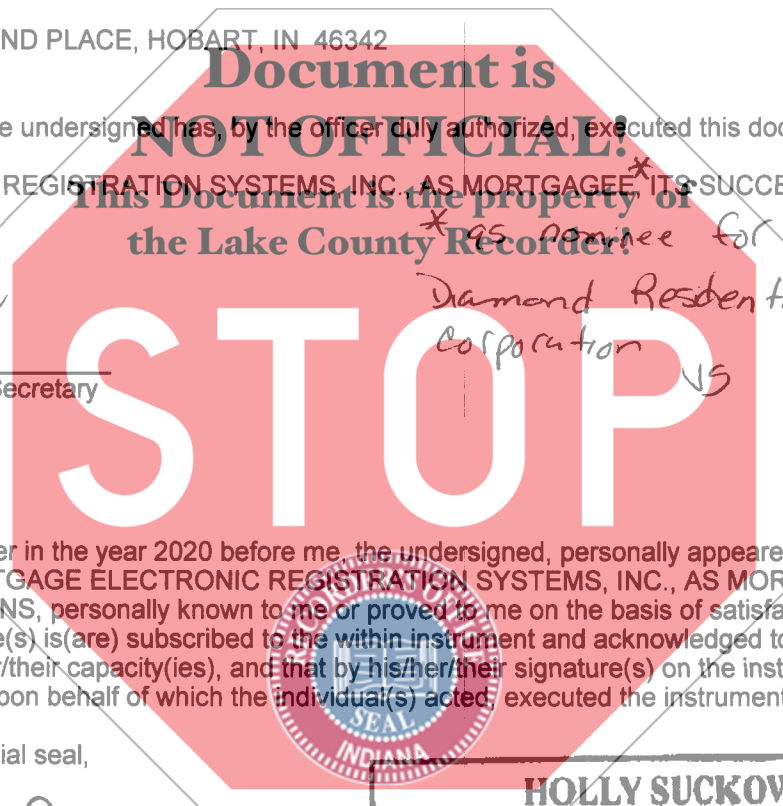 ND PLACE, HOBART, IN 46342
Document is
NOT OFFICIAL!
e undersigned has, by the officer duly authorized, executed this doc
REGISTRATION SYSTEMS, INC., AS MORTGAGEE,* ITS SUCCE
This Document is the property of
the Lake County Recorder!
* as nominee for
Diamond Residenti
Corporation
VS
ecretary
STOP
er in the year 2020 before me, the undersigned, personally appeare
TGAGE ELECTRONIC REGISTRATION SYSTEMS, INC., AS MOR
NS, personally known to me or proved to me on the basis of satisfa
e(s) is(are) subscribed to the within instrument and acknowledged to
r/their capacity(ies), and that by his/her/their signature(s) on the inst
pon behalf of which the individual(s) acted, executed the instrument
SEAL
INDIANA
ial seal,
HOLLY SUCKOW